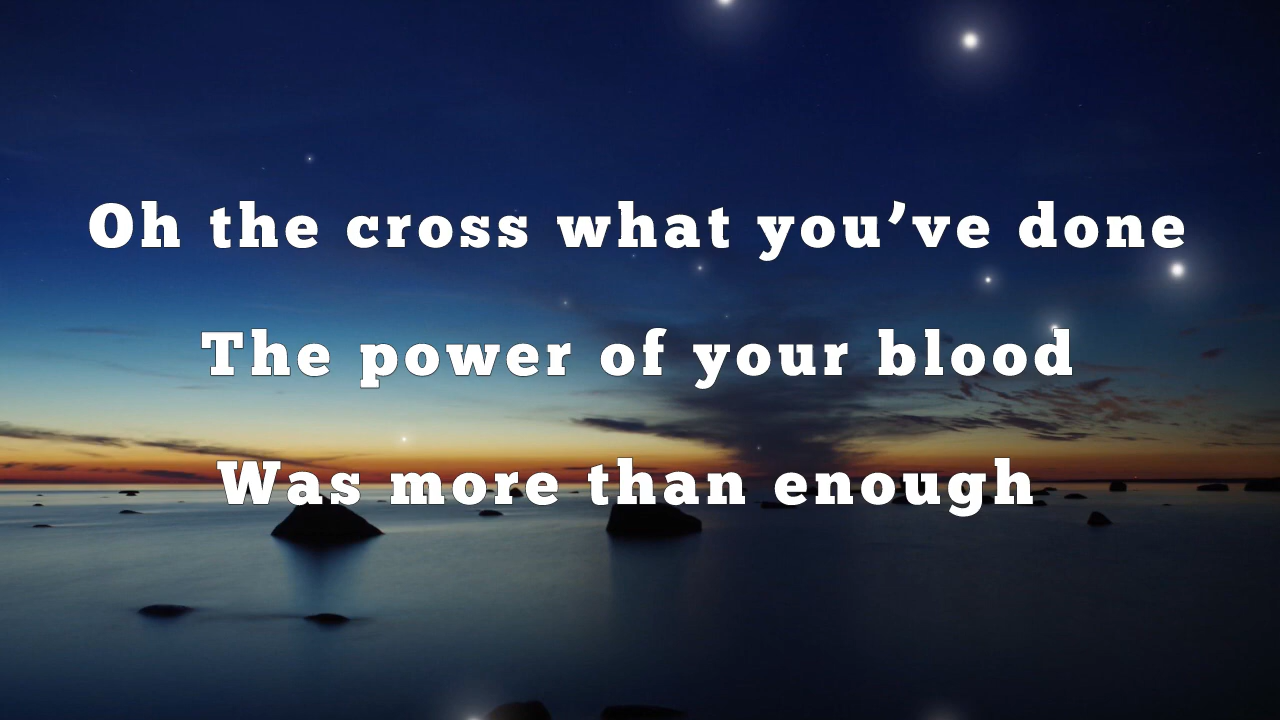 Oh the cross what you’ve done
The power of your blood
Was more than enough